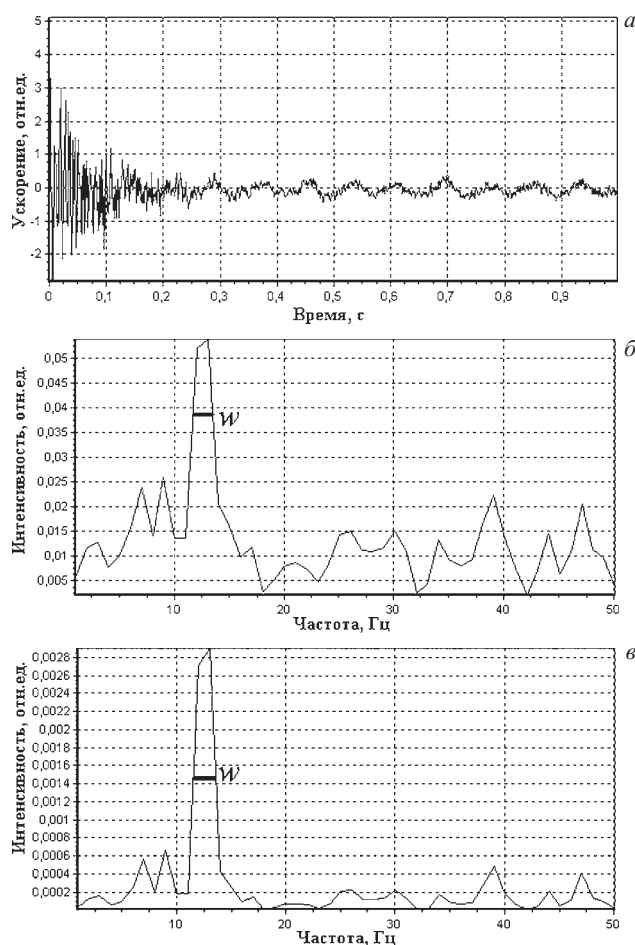 а
Ускорение, отн.ед.
5
4
3
2
1
0
-1
-2
0 0,1 0,2 0,3 0,4 0,5 0,6 0,7 0,8 0,9
Время, с
б
Интенсивность, отн.ед.
0,05
0,045
0,04
0,035
0,03
0,025
0,02
0,015
0,01
0,005
W
10 20 30 40 50
Частота, Гц
в
Интенсивность, отн.ед.
0,0028
0,0026
0,0024
0,0022
0,002
0,0018
0,0016
0,0014
0,0012
0,001
0,0008
0,0006
0,0004
0,0002
W
10 20 30 40 50
Частота, Гц